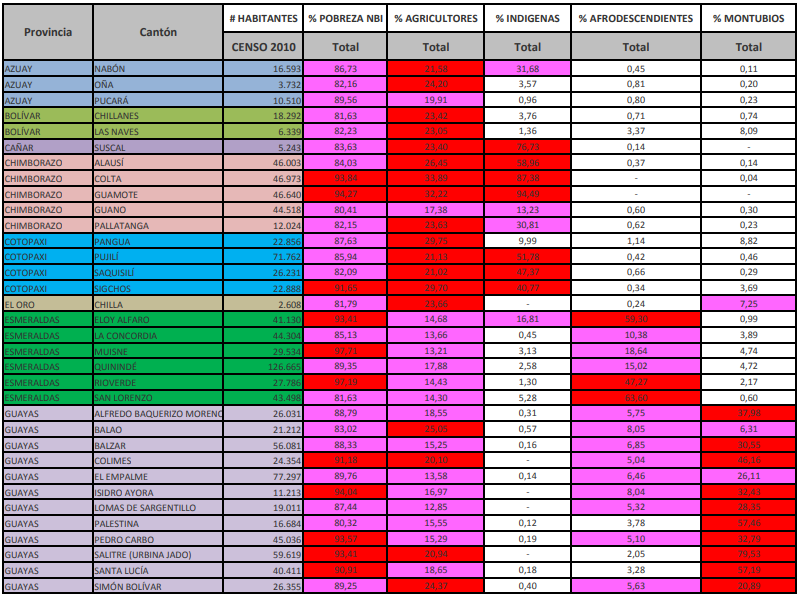 Provincia Cantón # HABITANTES % POBREZA NBI % AGRICULTORES % INDIGENAS % AFRODESCENDIENTES % MONTUBIOS
CENSO 2010 Total Total Total Total Total
AZUAY NABÓN 16.593 86,73 21,58 31,68 0,45 0,11
AZUAY OÑA 3.732 82,16 24,20 3,57 0,81 0,20
AZUAY PUCARÁ 10.510 89,56 19,91 0,96 0,80 0,23
BOLÍVAR CHILLANES 18.292 81,63 23,42 3,76 0,71 0,74
BOLÍVAR LAS NAVES 6.339 82,23 23,05 1,36 3,37 8,09
CAÑAR SUSCAL 5.243 83,63 23,40 76,73 0,14 -
CHIMBORAZO ALAUSÍ 46.003 84,03 26,45 58,96 0,37 0,14
CHIMBORAZO COLTA 46.973 93,84 33,89 87,38 - 0,04
CHIMBORAZO GUAMOTE 46.640 94,27 32,22 94,49 - -
CHIMBORAZO GUANO 44.518 80,41 17,38 13,23 0,60 0,30
CHIMBORAZO PALLATANGA 12.024 82,15 23,63 30,81 0,62 0,23
COTOPAXI PANGUA 22.856 87,63 29,75 9,99 1,14 8,82
COTOPAXI PUJILÍ 71.762 85,94 21,13 51,78 0,42 0,46
COTOPAXI SAQUISILÍ 26.231 82,09 21,02 47,37 0,66 0,29
COTOPAXI SIGCHOS 22.888 91,65 29,70 40,77 0,34 3,69
EL ORO CHILLA 2.608 81,79 25,66 - 0,24 7,25
ESMERALDAS ELOY ALFARO 41.130 93,41 14,68 16,81 59,30 0,99
ESMERALDAS LA CONCORDIA 44.304 85,13 13,66 0,45 10,38 3,89
ESMERALDAS MUISNE 29.534 97,71 13,21 3,13 18,64 4,74
ESMERALDAS QUININDÉ 126.665 89,35 17,88 2,58 15,02 4,72
ESMERALDAS RIOVERDE 27.786 97,19 14,43 1,30 47,27 2,17
ESMERALDAS SAN LORENZO 43.498 81,63 14,30 5,28 63,60 0,60
GUAYAS ALFREDO BAQUERIZO MORENO 26.031 88,79 18,55 0,31 5,75 37,98
GUAYAS BALAO 21.212 83,02 25,05 0,57 8,05 6,31
GUAYAS BALZAR 56.081 88,33 15,25 0,16 6,85 30,55
GUAYAS COLIMES 24.354 91,18 20,10 - 5,04 46,16
GUAYAS EL EMPALME 77.297 89,76 13,58 0,14 6,46 26,11
GUAYAS ISIDRO AYORA 11.213 94,04 16,97 - 8,04 32,43
GUAYAS LOMAS DE SARGENTILLO 19.011 87,44 12,85 - 5,32 28,35
GUAYAS PALESTINA 16.684 80,32 15,55 0,12 3,78 57,46
GUAYAS PEDRO CARBO 45.036 93,57 15,29 0,19 5,10 32,79
GUAYAS SALITRE (URBINA JADO) 59.619 93,41 20,94 - 2,05 79,53
GUAYAS SANTA LUCÍA 40.411 90,91 18,65 0,18 3,28 57,19
GUAYAS SIMÓN BOLÍVAR 26.355 89,25 24,37 0,40 5,63 20,89